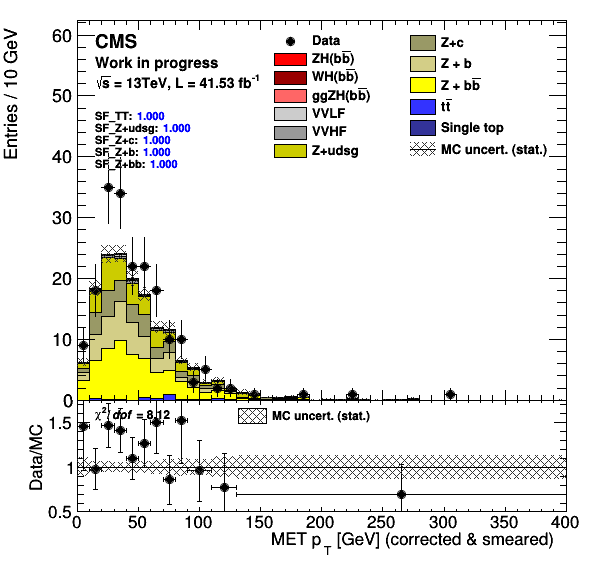 Entries / 10 GeV
60
50
40
30
20
10
0
CMS
Work in progress
√s = 13TeV, L = 41.53 fb⁻¹
SF_TT: 1.000
SF_Z+udsg: 1.000
SF_Z+c: 1.000
SF_Z+b: 1.000
SF_Z+bb: 1.000
Data
ZH(bb̅)
WH(bb̅)
ggZH(bb̅)
VVLF
VVHF
Z+udsg
Z+c
Z + b
Z + bb̅
tt̅
Single top
MC uncert. (stat.)
Data/MC
1.5
1
0.5
χ²/dof = 8.12
MC uncert. (stat.)
0 50 100 150 200 250 300 350 400
MET p_T [GeV] (corrected & smeared)